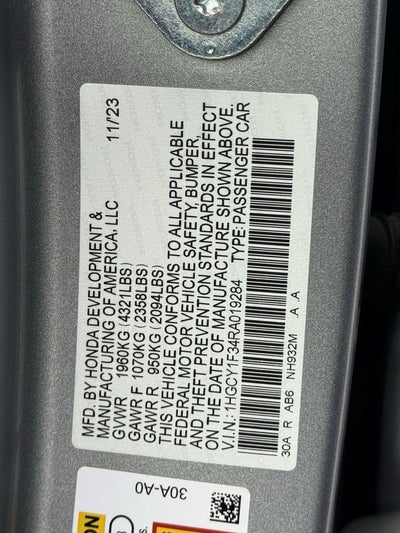 MFD. BY HONDA DEVELOPMENT &
MANUFACTURING OF AMERICA, LLC 11/23
GVWR 1960KG (4321LBS)
GAWR F 1070KG (2358LBS)
GAWR R 950KG (2094LBS)
THIS VEHICLE CONFORMS TO ALL APPLICABLE
FEDERAL MOTOR VEHICLE SAFETY, BUMPER,
AND THEFT PREVENTION STANDARDS IN EFFECT
ON THE DATE OF MANUFACTURE SHOWN ABOVE.
V.I.N.: 1HGCY1F34RA019284 TYPE: PASSENGER CAR
30A R AB6 NH932M A .A
30A-A0